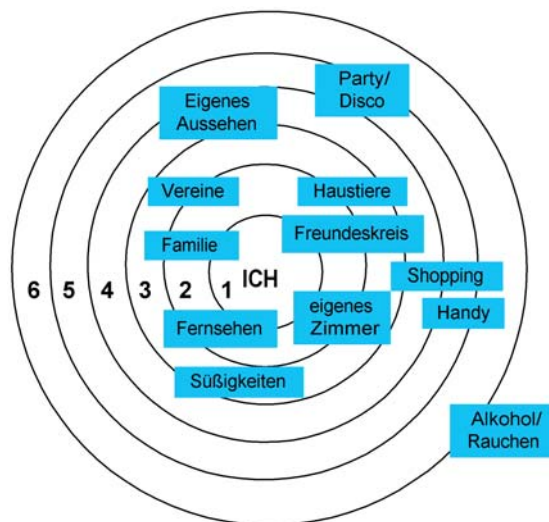 Party/
Disco
Eigenes
Aussehen
Vereine
Haustiere
Freundeskreis
Familie
Shopping
ICH
6 5 4 3 2 1
Handy
eigenes
Zimmer
Fernsehen
Süßigkeiten
Alkohol/
Rauchen